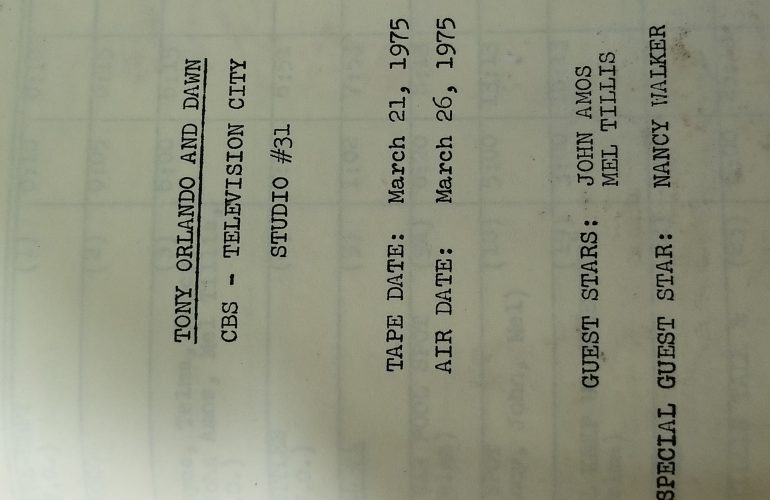 TONY ORLANDO AND DAWN
CBS - TELEVISION CITY
STUDIO #31
TAPE DATE: March 21, 1975
AIR DATE: March 26, 1975
GUEST STARS: JOHN AMOS
MEL TILLIS
SPECIAL GUEST STAR: NANCY WALKER